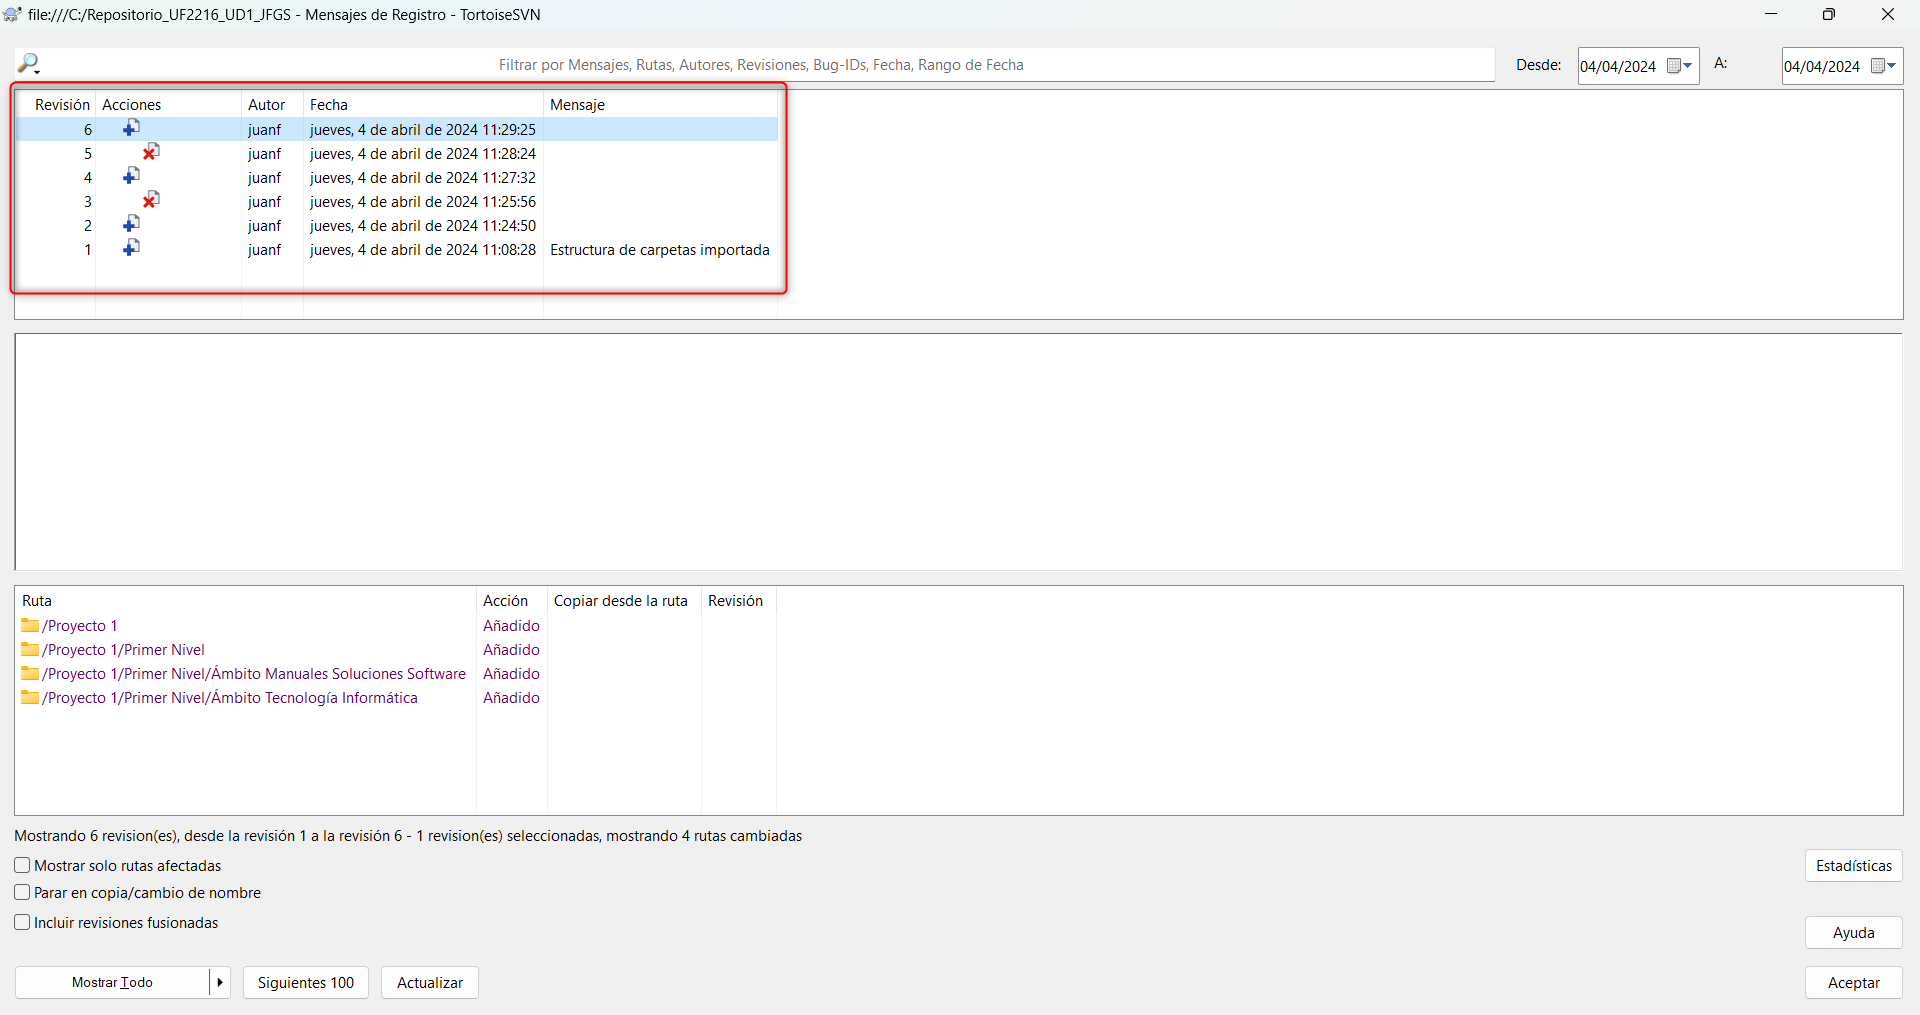 file:///C:/Repositorio_UF2216_UD1_JFGS - Mensajes de Registro - TortoiseSVN
Filtrar por Mensajes, Rutas, Autores, Revisiones, Bug-IDs, Fecha, Rango de Fecha
Desde: 04/04/2024 A: 04/04/2024
Revisión Acciones Autor Fecha Mensaje
6 juanf jueves, 4 de abril de 2024 11:29:25
5 juanf jueves, 4 de abril de 2024 11:28:24
4 juanf jueves, 4 de abril de 2024 11:27:32
3 juanf jueves, 4 de abril de 2024 11:25:56
2 juanf jueves, 4 de abril de 2024 11:24:50
1 juanf jueves, 4 de abril de 2024 11:08:28 Estructura de carpetas importada
Ruta Acción Copiar desde la ruta Revisión
/Proyecto 1 Añadido
/Proyecto 1/Primer Nivel Añadido
/Proyecto 1/Primer Nivel/Ámbito Manuales Soluciones Software Añadido
/Proyecto 1/Primer Nivel/Ámbito Tecnología Informática Añadido
Mostrando 6 revision(es), desde la revisión 1 a la revisión 6 - 1 revision(es) seleccionadas, mostrando 4 rutas cambiadas
Mostrar solo rutas afectadas
Estadísticas
Parar en copia/cambio de nombre
Incluir revisiones fusionadas
Ayuda
Mostrar Todo Siguientes 100 Actualizar Aceptar